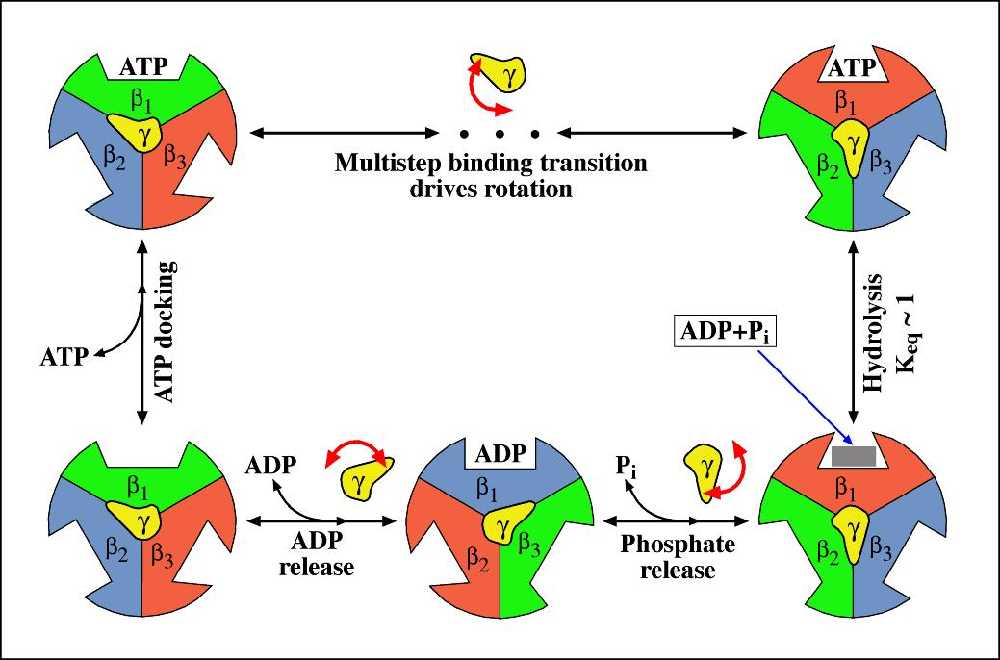 ATP
β1
γ
β2
β3
γ
Multistep binding transition
drives rotation
ATP
β1
γ
β2
β3
ATP
ATP docking
ADP+Pi
Hydrolysis
Keq ~ 1
β1
γ
β2
β3
ADP
γ
ADP
release
ADP
β1
γ
β2
β3
Pi
γ
Phosphate
release
β1
γ
β2
β3